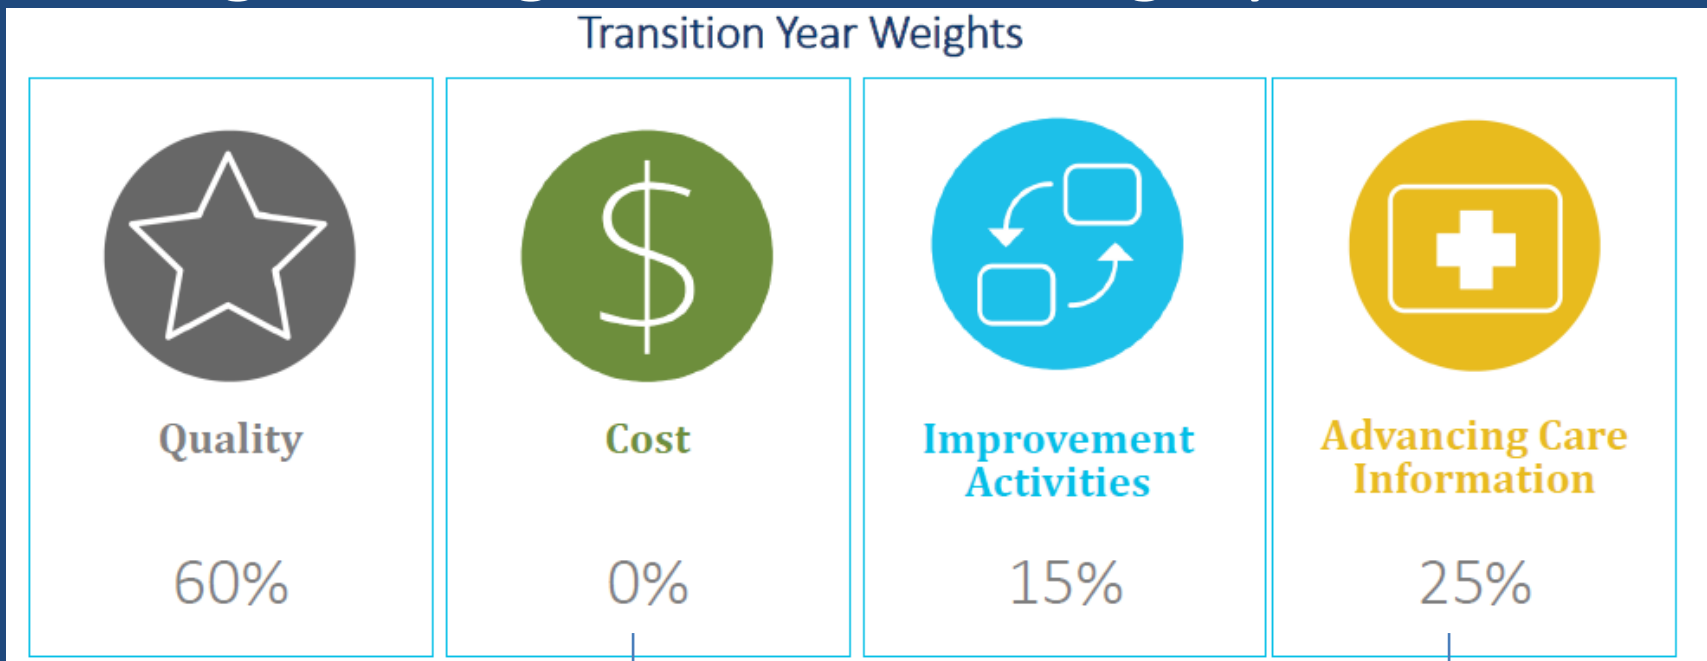 Transition Year Weights
Quality
Cost
Improvement
Activities
Advancing Care
Information
60%
0%
15%
25%